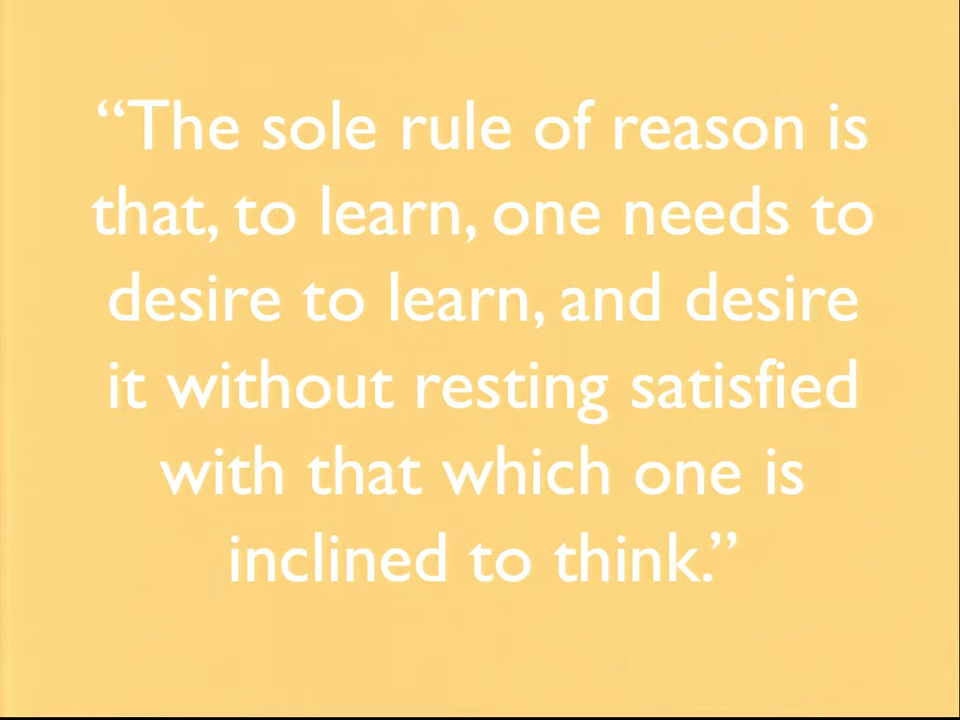 “The sole rule of reason is
that, to learn, one needs to
desire to learn, and desire
it without resting satisfied
with that which one is
inclined to think.”